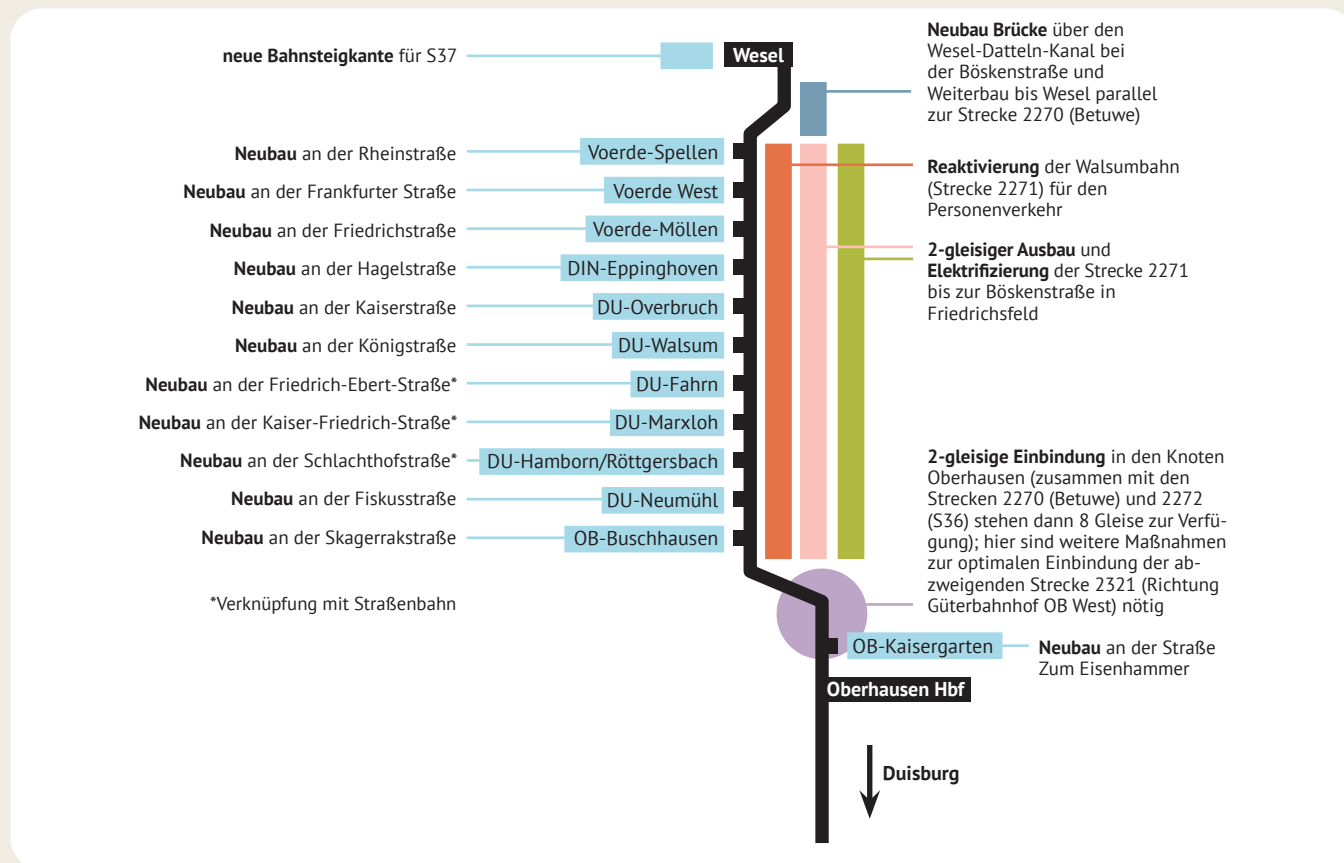 neue Bahnsteigkante für S37
Wesel
Neubau Brücke über den
Wesel-Datteln-Kanal bei
der Böskenstraße und
Weiterbau bis Wesel parallel
zur Strecke 2270 (Betuwe)
Neubau an der Rheinstraße
Voerde-Spellen
Neubau an der Frankfurter Straße
Voerde West
Neubau an der Friedrichstraße
Voerde-Möllen
Neubau an der Hagelstraße
DIN-Eppinghoven
Neubau an der Kaiserstraße
DU-Overbruch
Neubau an der Königstraße
DU-Walsum
Neubau an der Friedrich-Ebert-Straße*
DU-Fahrn
Neubau an der Kaiser-Friedrich-Straße*
DU-Marxloh
Neubau an der Schlachthofstraße*
DU-Hamborn/Röttgersbach
Neubau an der Fiskusstraße
DU-Neumühl
Neubau an der Skagerrakstraße
OB-Buschhausen
*Verknüpfung mit Straßenbahn
Reaktivierung der Walsumbahn
(Strecke 2271) für den
Personenverkehr
2-gleisiger Ausbau und
Elektrifizierung der Strecke 2271
bis zur Böskenstraße in
Friedrichsfeld
2-gleisige Einbindung in den Knoten
Oberhausen (zusammen mit den
Strecken 2270 (Betuwe) und 2272
(S36) stehen dann 8 Gleise zur Verfü-
gung); hier sind weitere Maßnahmen
zur optimalen Einbindung der ab-
zweigenden Strecke 2321 (Richtung
Güterbahnhof OB West) nötig
OB-Kaisergarten
Neubau an der Straße
Zum Eisenhammer
Oberhausen Hbf
Duisburg